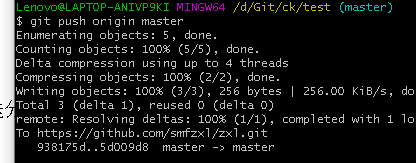 Lenovo@LAPTOP-ANIVP9KI MINGW64 /d/Git/ck/test (master)
$ git push origin master
Enumerating objects: 5, done.
Counting objects: 100% (5/5), done.
Delta compression using up to 4 threads
Compressing objects: 100% (2/2), done.
Writing objects: 100% (3/3), 256 bytes | 256.00 KiB/s, do
Total 3 (delta 1), reused 0 (delta 0)
remote: Resolving deltas: 100% (1/1), completed with 1 lo
To https://github.com/smfzxl/zxl.git
938175d..5d009d8  master -> master